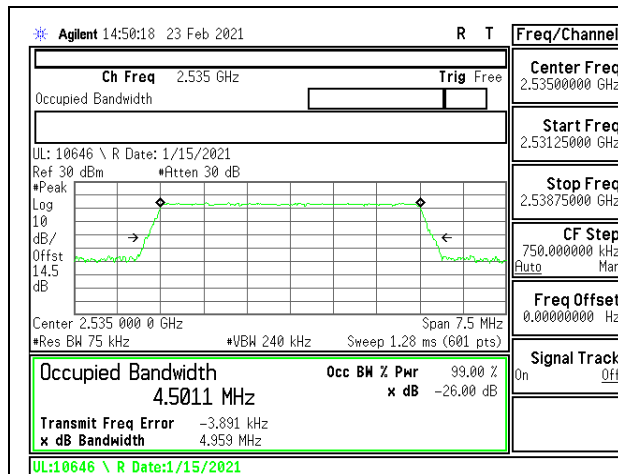 Agilent 14:50:18 23 Feb 2021 R T
Ch Freq 2.535 GHz Trig Free
Occupied Bandwidth
UL: 10646 \ R Date: 1/15/2021
Ref 30 dBm #Atten 30 dB
#Peak
Log
10
dB/
Offst
14.5
dB
Center 2.535 000 0 GHz Span 7.5 MHz
#Res BW 75 kHz #VBW 240 kHz Sweep 1.28 ms (601 pts)
Occupied Bandwidth Occ BW % Pwr 99.00 %
4.5011 MHz x dB -26.00 dB
Transmit Freq Error -3.891 kHz
x dB Bandwidth 4.959 MHz
UL:10646 \ R Date:1/15/2021
Freq/Channel
Center Freq
2.53500000 GHz
Start Freq
2.53125000 GHz
Stop Freq
2.53875000 GHz
CF Step
750.000000 kHz
Auto Man
Freq Offset
0.00000000 Hz
Signal Track
On Off